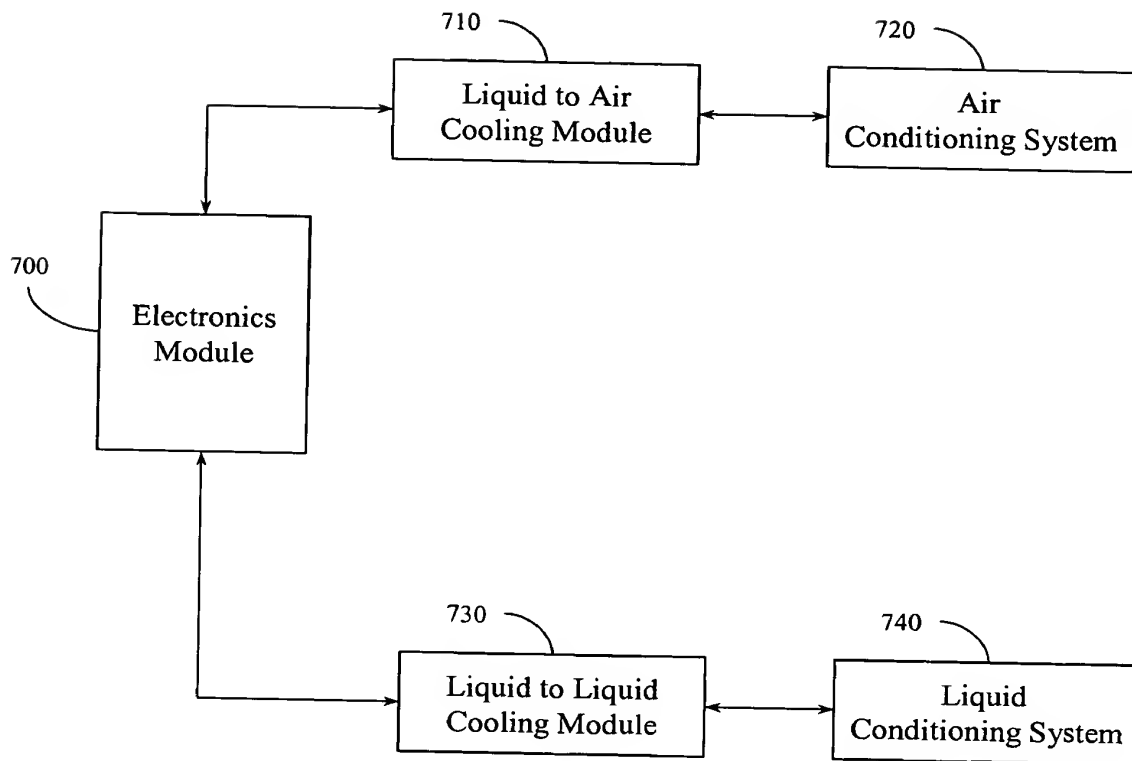 710
720
Liquid to Air
Cooling Module
Air
Conditioning System
700
Electronics
Module
730
740
Liquid to Liquid
Cooling Module
Liquid
Conditioning System